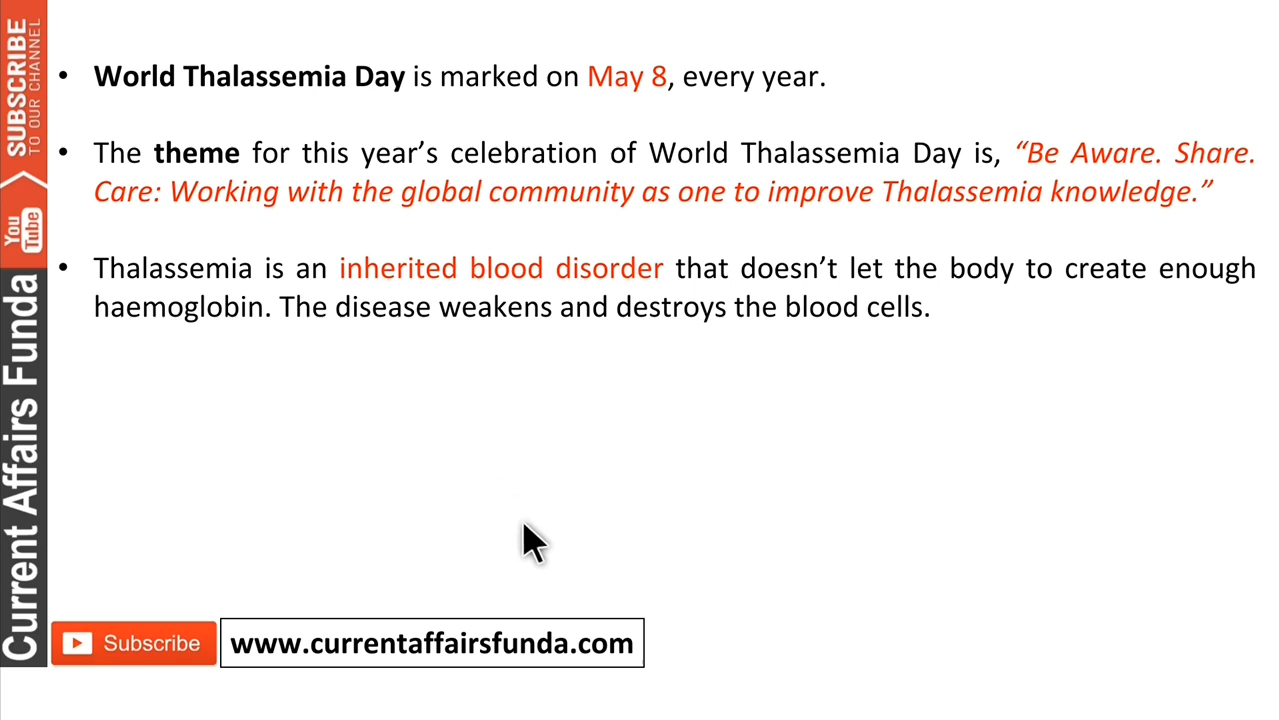 • World Thalassemia Day is marked on May 8, every year.
• The theme for this year’s celebration of World Thalassemia Day is, “Be Aware. Share.
Care: Working with the global community as one to improve Thalassemia knowledge.”
• Thalassemia is an inherited blood disorder that doesn’t let the body to create enough
haemoglobin. The disease weakens and destroys the blood cells.
SUBSCRIBE
TO OUR CHANNEL
You
Tube
Current Affairs Funda
Subscribe
www.currentaffairsfunda.com